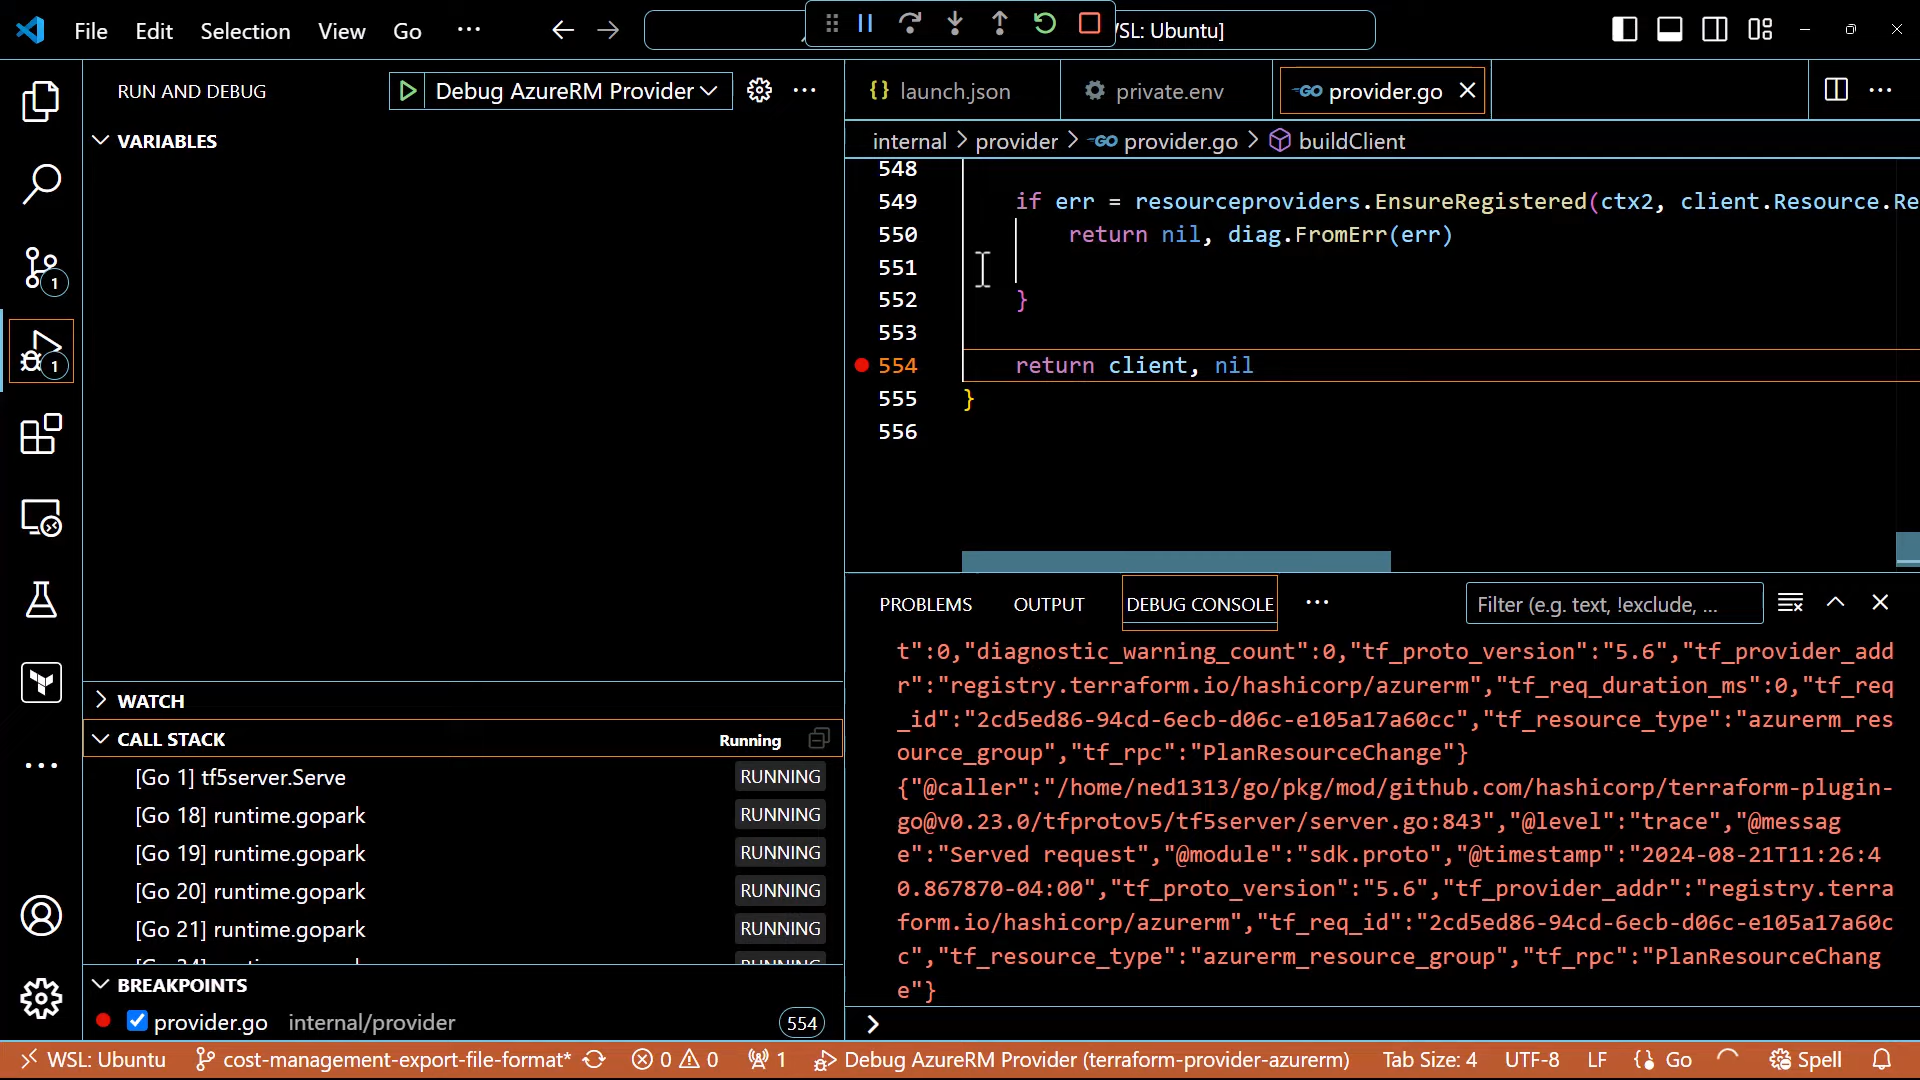 File Edit Selection View Go ··· WSL: Ubuntu]
RUN AND DEBUG Debug AzureRM Provider ···
launch.json private.env provider.go
VARIABLES
internal > provider > provider.go > buildClient
548
549 if err = resourceproviders.EnsureRegistered(ctx2, client.Resource.Re
550 return nil, diag.FromErr(err)
551
552 }
553
554 return client, nil
555 }
556
PROBLEMS OUTPUT DEBUG CONSOLE ··· Filter (e.g. text, !exclude, ...
t":0,"diagnostic_warning_count":0,"tf_proto_version":"5.6","tf_provider_add
r":"registry.terraform.io/hashicorp/azurerm","tf_req_duration_ms":0,"tf_req
_id":"2cd5ed86-94cd-6ecb-d06c-e105a17a60cc","tf_resource_type":"azurerm_res
ource_group","tf_rpc":"PlanResourceChange"}
{"@caller":"/home/ned1313/go/pkg/mod/github.com/hashicorp/terraform-plugin-
go@v0.23.0/tfprotov5/tf5server/server.go:843","@level":"trace","@messag
e":"Served request","@module":"sdk.proto","@timestamp":"2024-08-21T11:26:4
0.867870-04:00","tf_proto_version":"5.6","tf_provider_addr":"registry.terra
form.io/hashicorp/azurerm","tf_req_id":"2cd5ed86-94cd-6ecb-d06c-e105a17a60c
c","tf_resource_type":"azurerm_resource_group","tf_rpc":"PlanResourceChang
e"}
WATCH
CALL STACK Running
[Go 1] tf5server.Serve RUNNING
[Go 18] runtime.gopark RUNNING
[Go 19] runtime.gopark RUNNING
[Go 20] runtime.gopark RUNNING
[Go 21] runtime.gopark RUNNING
BREAKPOINTS
provider.go internal/provider 554
1
1
WSL: Ubuntu cost-management-export-file-format* 0 0 1 Debug AzureRM Provider (terraform-provider-azurerm) Tab Size: 4 UTF-8 LF Go Spell